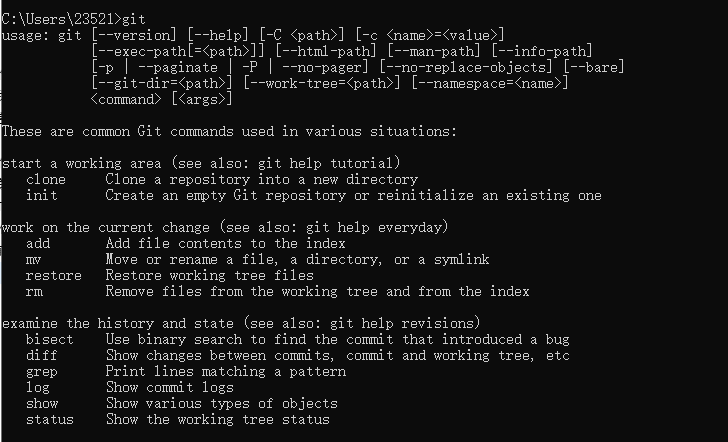 C:\Users\23521>git
usage: git [--version] [--help] [-C <path>] [-c <name>=<value>]
           [--exec-path[=<path>]] [--html-path] [--man-path] [--info-path]
           [-p | --paginate | -P | --no-pager] [--no-replace-objects] [--bare]
           [--git-dir=<path>] [--work-tree=<path>] [--namespace=<name>]
           <command> [<args>]

These are common Git commands used in various situations:

start a working area (see also: git help tutorial)
   clone     Clone a repository into a new directory
   init      Create an empty Git repository or reinitialize an existing one

work on the current change (see also: git help everyday)
   add       Add file contents to the index
   mv        Move or rename a file, a directory, or a symlink
   restore   Restore working tree files
   rm        Remove files from the working tree and from the index

examine the history and state (see also: git help revisions)
   bisect    Use binary search to find the commit that introduced a bug
   diff      Show changes between commits, commit and working tree, etc
   grep      Print lines matching a pattern
   log       Show commit logs
   show      Show various types of objects
   status    Show the working tree status